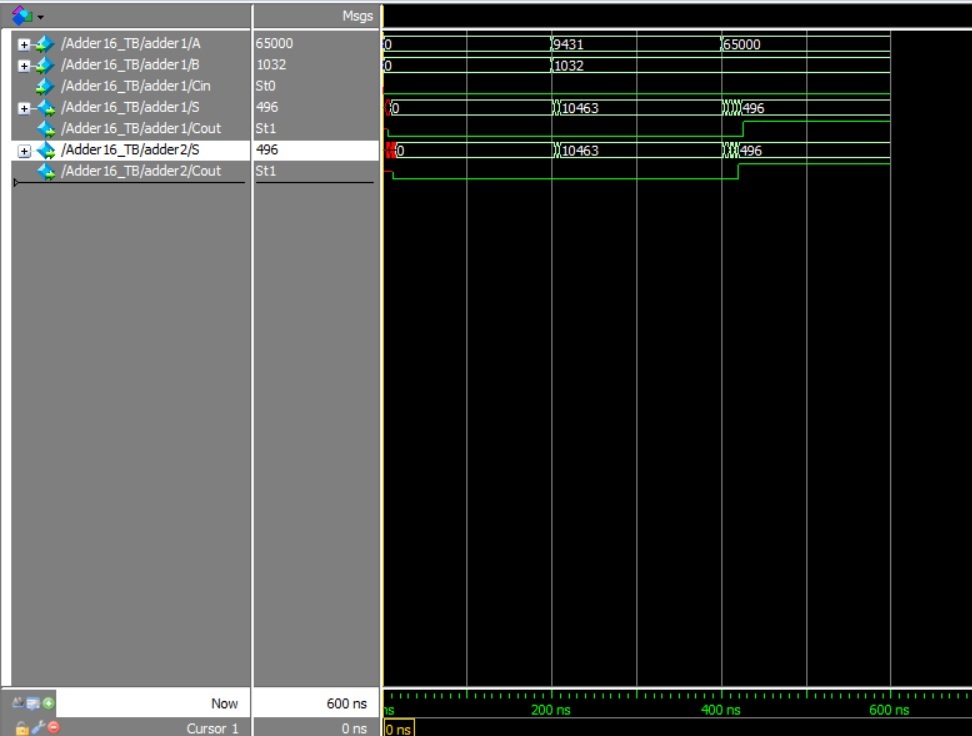 Msgs
/Adder16_TB/adder1/A 65000 0 9431 65000
/Adder16_TB/adder1/B 1032 0 1032
/Adder16_TB/adder1/Cin St0
/Adder16_TB/adder1/S 496 0 10463 496
/Adder16_TB/adder1/Cout St1
/Adder16_TB/adder2/S 496 0 10463 496
/Adder16_TB/adder2/Cout St1
Now 600 ns ns 200 ns 400 ns 600 ns
Cursor 1 0 ns 0 ns